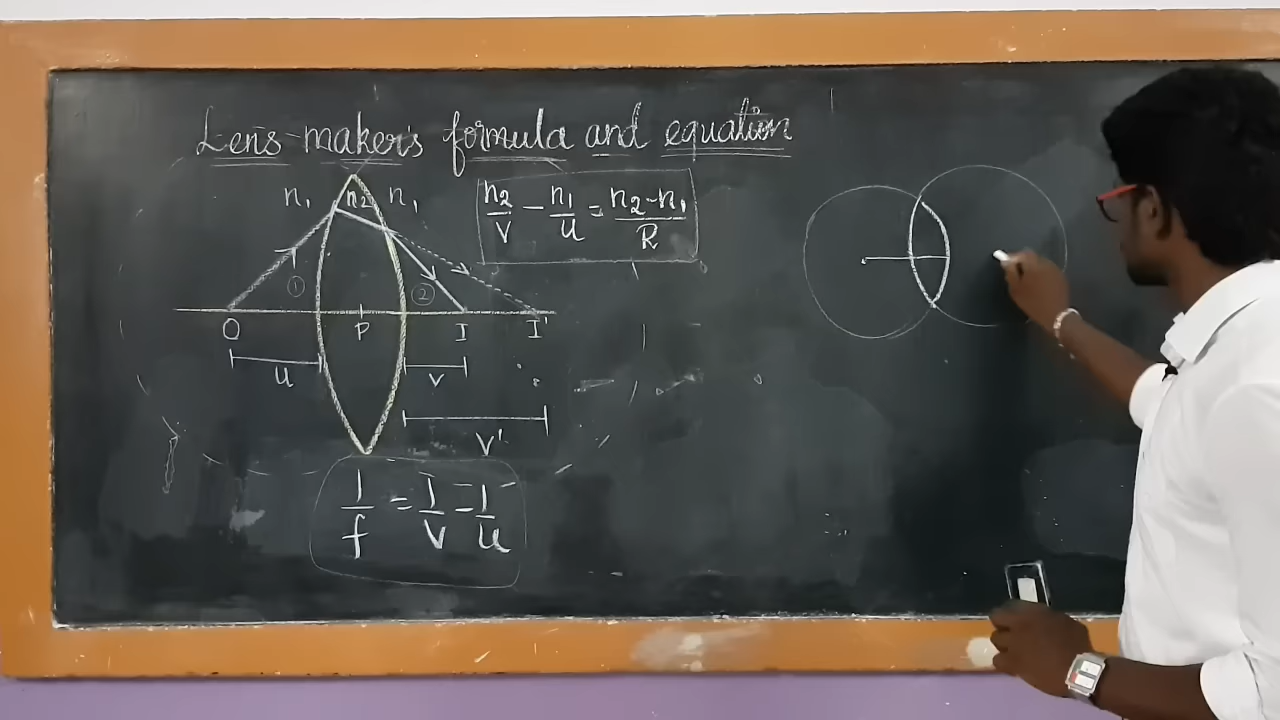 Lens-maker's formula and equation
n₁ n₂ n₁
n₂/v - n₁/u = n₂-n₁/R
① ②
O P I I'
u v
v'
1/f = 1/v - 1/u